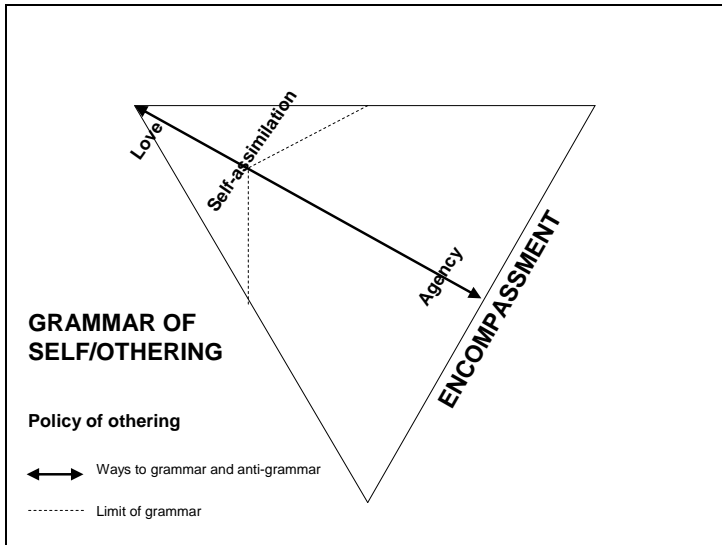 Love
Self-assimilation
Agency
ENCOMPASSMENT
GRAMMAR OF
SELF/OTHERING
Policy of othering
Ways to grammar and anti-grammar
Limit of grammar